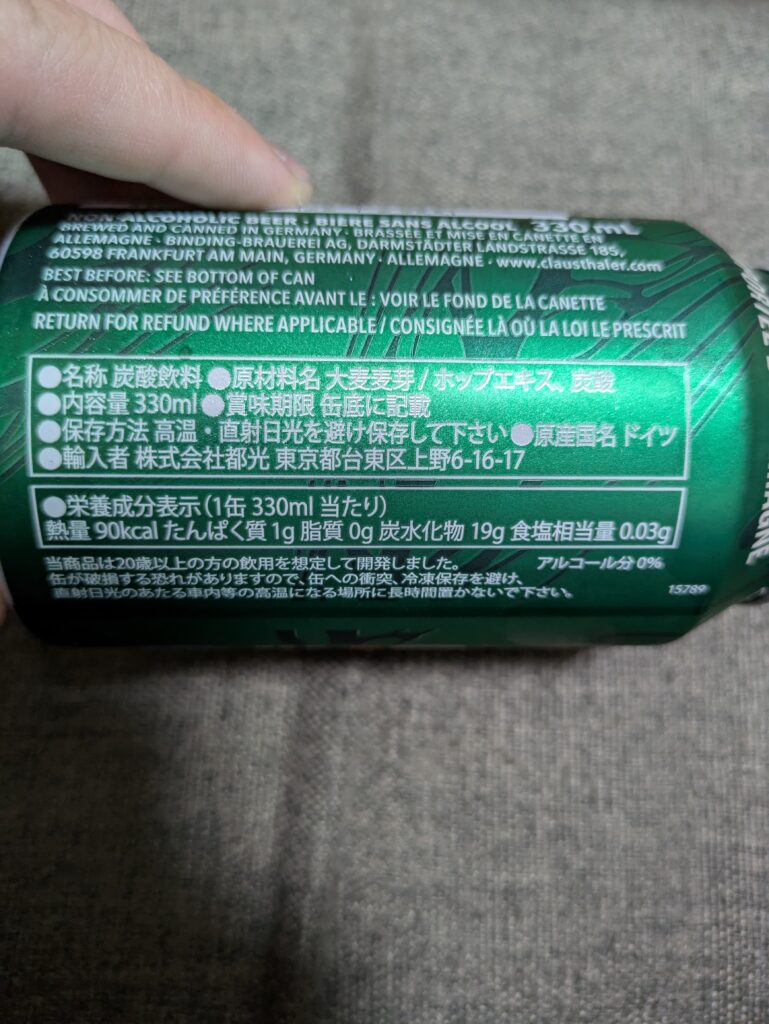 NON-ALCOHOLIC BEER · BIÈRE SANS ALCOOL · 330 mL
BREWED AND CANNED IN GERMANY · BRASSÉE ET MISE EN CANETTE EN
ALLEMAGNE · BINDING-BRAUEREI AG, DARMSTÄDTER LANDSTRASSE 185,
60598 FRANKFURT AM MAIN, GERMANY · ALLEMAGNE · www.clausthaler.com
BEST BEFORE: SEE BOTTOM OF CAN
À CONSOMMER DE PRÉFÉRENCE AVANT LE : VOIR LE FOND DE LA CANETTE
RETURN FOR REFUND WHERE APPLICABLE / CONSIGNÉE LÀ OÙ LA LOI LE PRESCRIT
●名称 炭酸飲料 ●原材料名 大麦麦芽 / ホップエキス、炭酸
●内容量 330ml ●賞味期限 缶底に記載
●保存方法 高温・直射日光を避け保存して下さい ●原産国名 ドイツ
●輸入者 株式会社都光 東京都台東区上野6-16-17
●栄養成分表示（1缶 330ml 当たり）
熱量 90kcal たんぱく質 1g 脂質 0g 炭水化物 19g 食塩相当量 0.03g
当商品は20歳以上の方の飲用を想定して開発しました。 アルコール分 0%
缶が破損する恐れがありますので、缶への衝突、冷凍保存を避け、
直射日光のあたる車内等の高温になる場所に長時間置かないで下さい。
15789